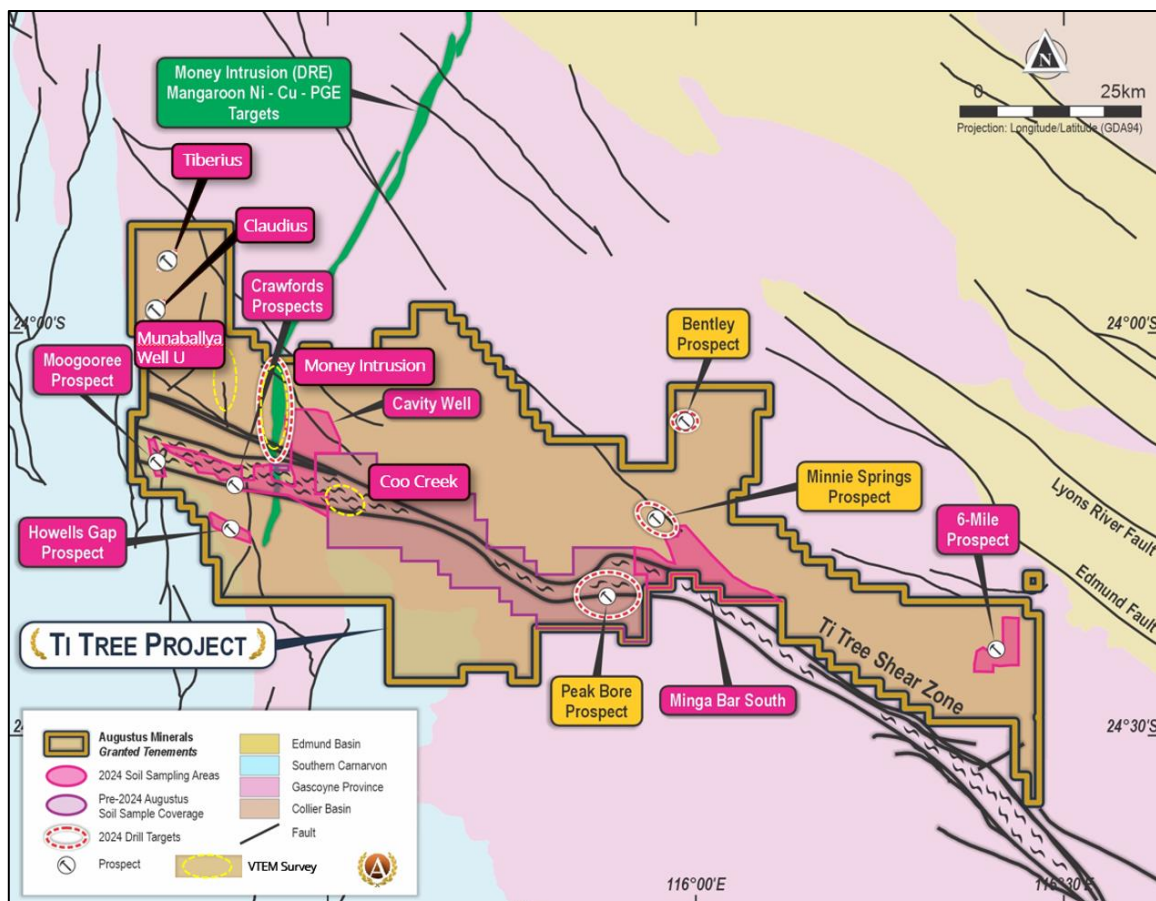 Money Intrusion (DRE)
Mangaroon Ni - Cu - PGE
Targets
N
0 25km
Projection: Longitude/Latitude (GDA94)
Tiberius
Claudius
Crawfords
Prospects
24°00'S
24°00'S
Munaballya
Well U
Moogooree
Prospect
Money Intrusion
Bentley
Prospect
Cavity Well
Coo Creek
Minnie Springs
Prospect
Howells Gap
Prospect
6-Mile
Prospect
Lyons River Fault
Edmund Fault
TI TREE PROJECT
Ti Tree Shear Zone
Peak Bore
Prospect
Minga Bar South
24°30'S
Augustus Minerals
Granted Tenements
2024 Soil Sampling Areas
Pre-2024 Augustus
Soil Sample Coverage
2024 Drill Targets
Prospect
Edmund Basin
Southern Carnarvon
Gascoyne Province
Collier Basin
Fault
VTEM Survey
A
116°00'E
116°30'E